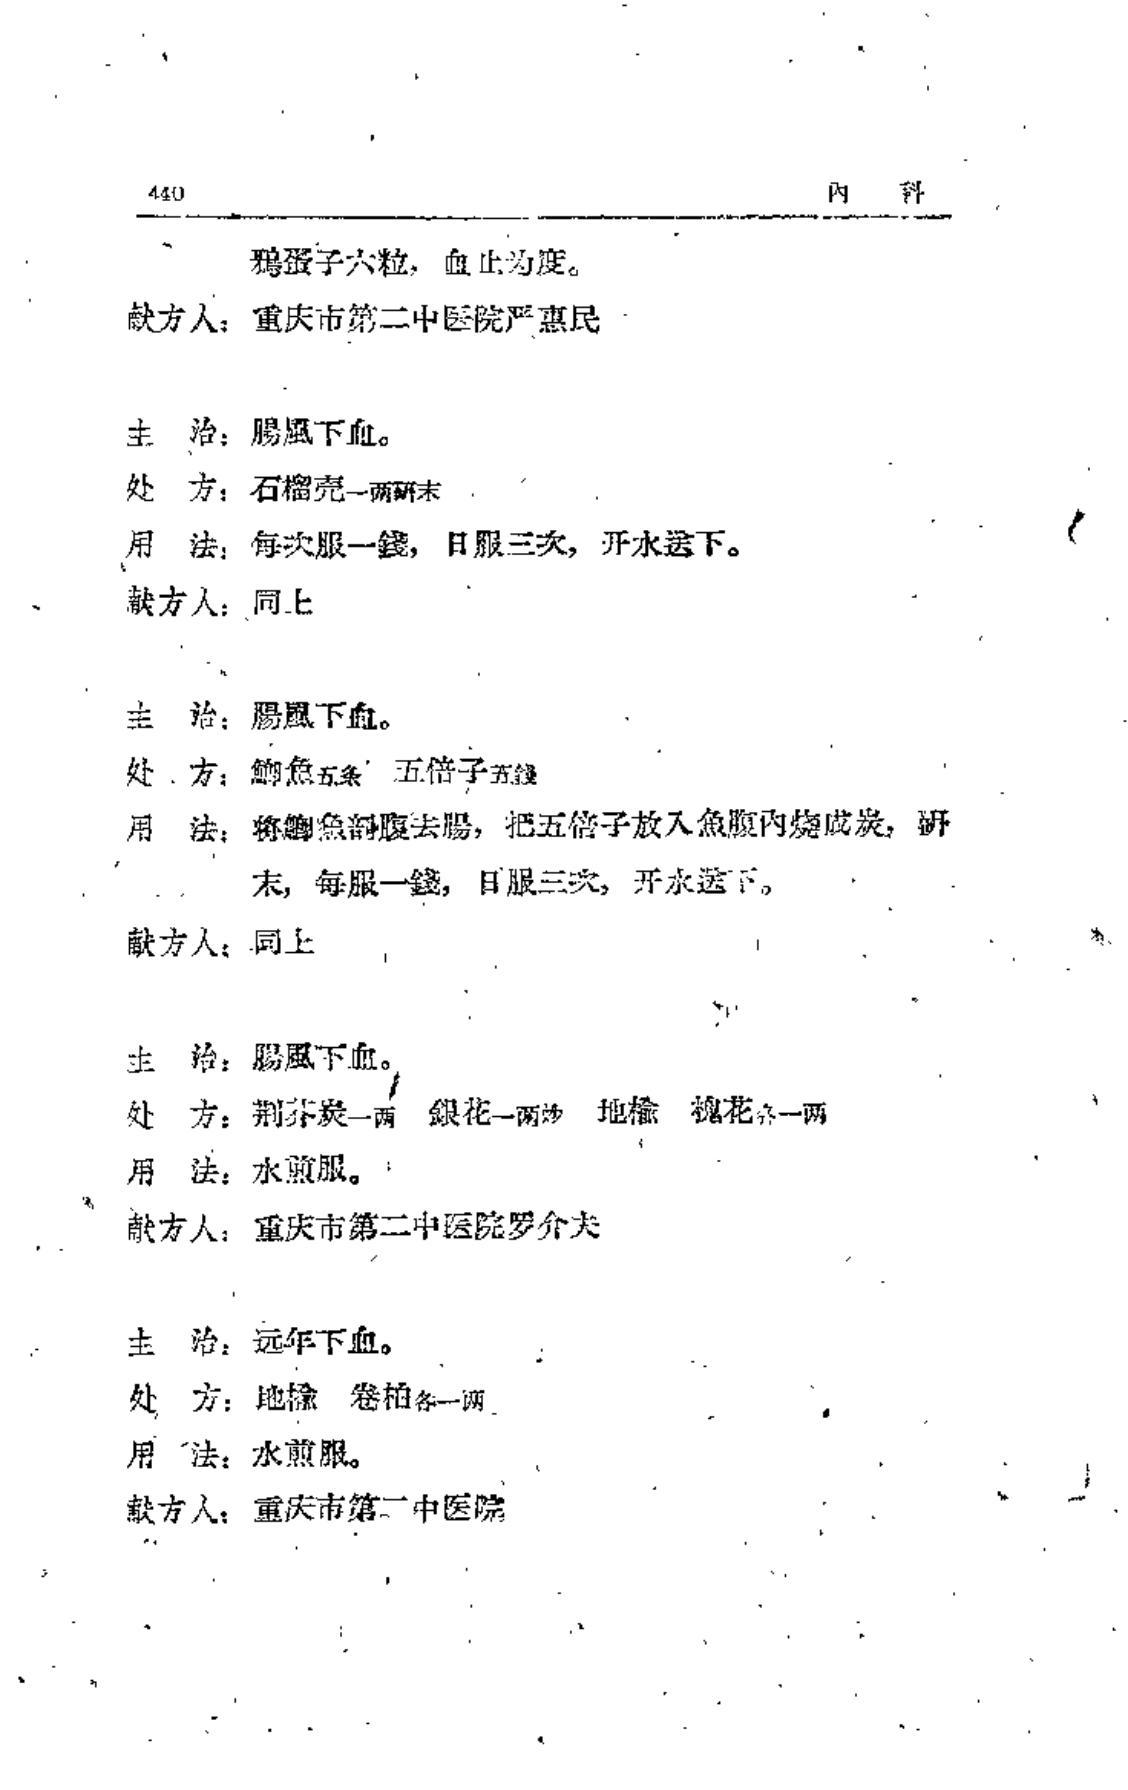 440 內 科
鴉蛋子六粒，血止为度。
献方人：重庆市第二中医院严惠民
主 治：腸風下血。
处 方：石榴壳一两研末
用 法：每次服一錢，日服三次，开水送下。
献方人：同上
主 治：腸風下血。
处 方：鯽魚五条 五倍子五錢
用 法：将鯽魚剖腹去腸，把五倍子放入魚腹內烧成炭，研
末，每服一錢，日服三次，开水送下。
献方人：同上
主 治：腸風下血。
处 方：荆芥炭一两 銀花一两炒 地榆 槐花各一两
用 法：水煎服。
献方人：重庆市第二中医院罗介夫
主 治：远年下血。
处 方：地榆 卷柏各一两
用 法：水煎服。
献方人：重庆市第二中医院